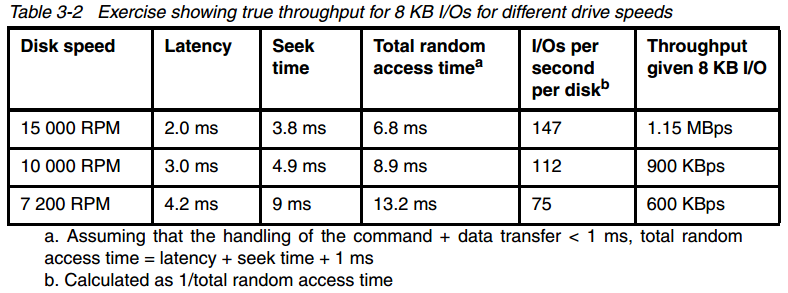 Table 3-2 Exercise showing true throughput for 8 KB I/Os for different drive speeds
Disk speed Latency Seek time Total random access timea I/Os per second per diskb Throughput given 8 KB I/O
15 000 RPM 2.0 ms 3.8 ms 6.8 ms 147 1.15 MBps
10 000 RPM 3.0 ms 4.9 ms 8.9 ms 112 900 KBps
7 200 RPM 4.2 ms 9 ms 13.2 ms 75 600 KBps
a. Assuming that the handling of the command + data transfer < 1 ms, total random
access time = latency + seek time + 1 ms
b. Calculated as 1/total random access time